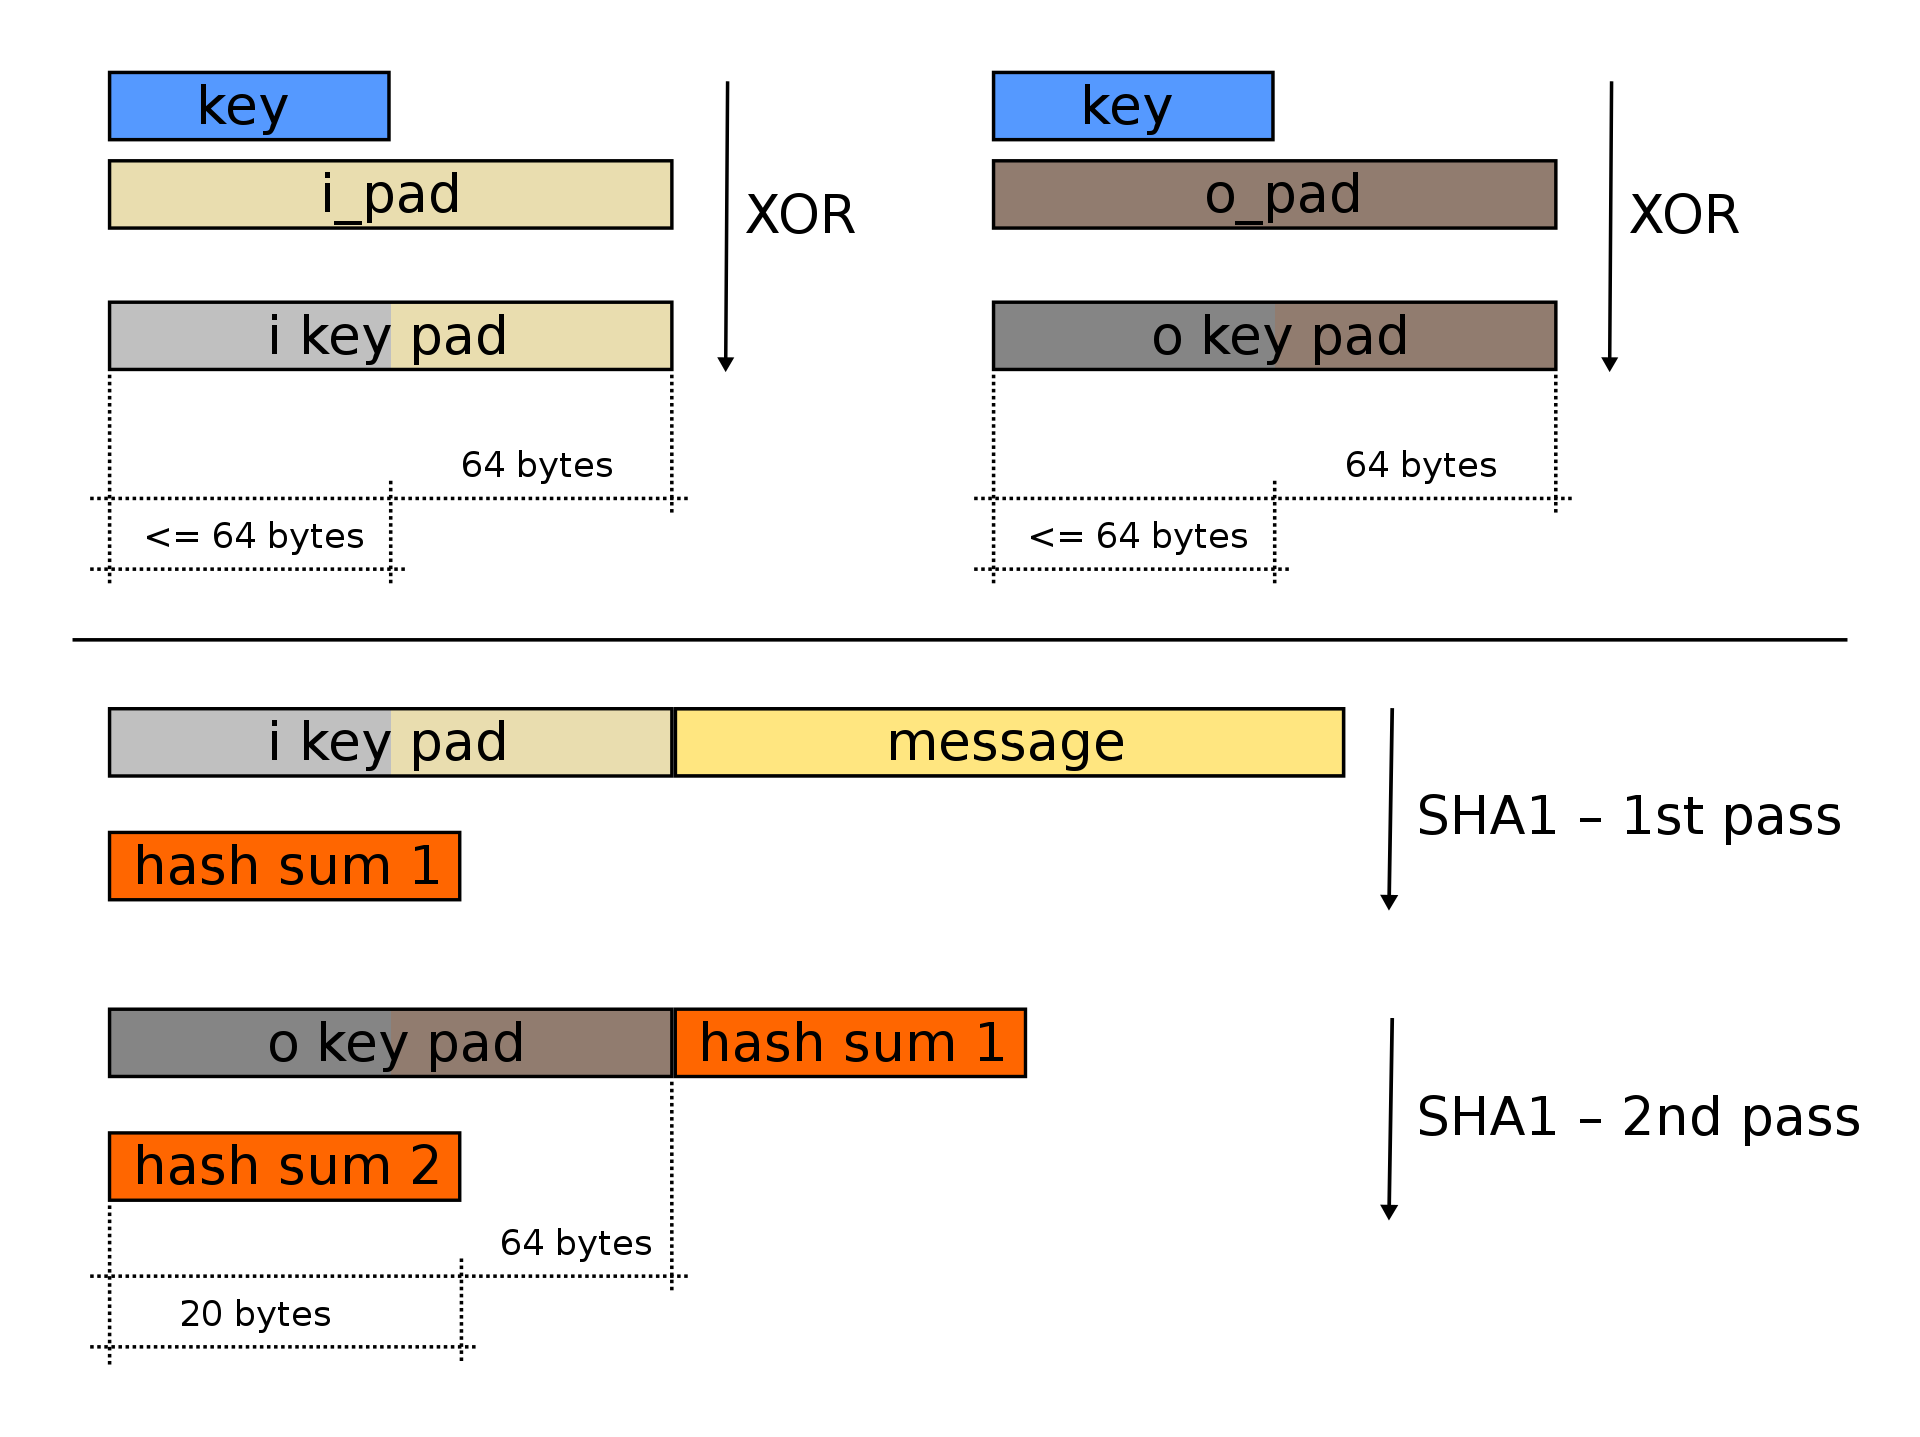 key
i_pad
XOR
i key pad
64 bytes
<= 64 bytes
key
o_pad
XOR
o key pad
64 bytes
<= 64 bytes
i key pad
message
SHA1 – 1st pass
hash sum 1
o key pad
hash sum 1
SHA1 – 2nd pass
hash sum 2
64 bytes
20 bytes